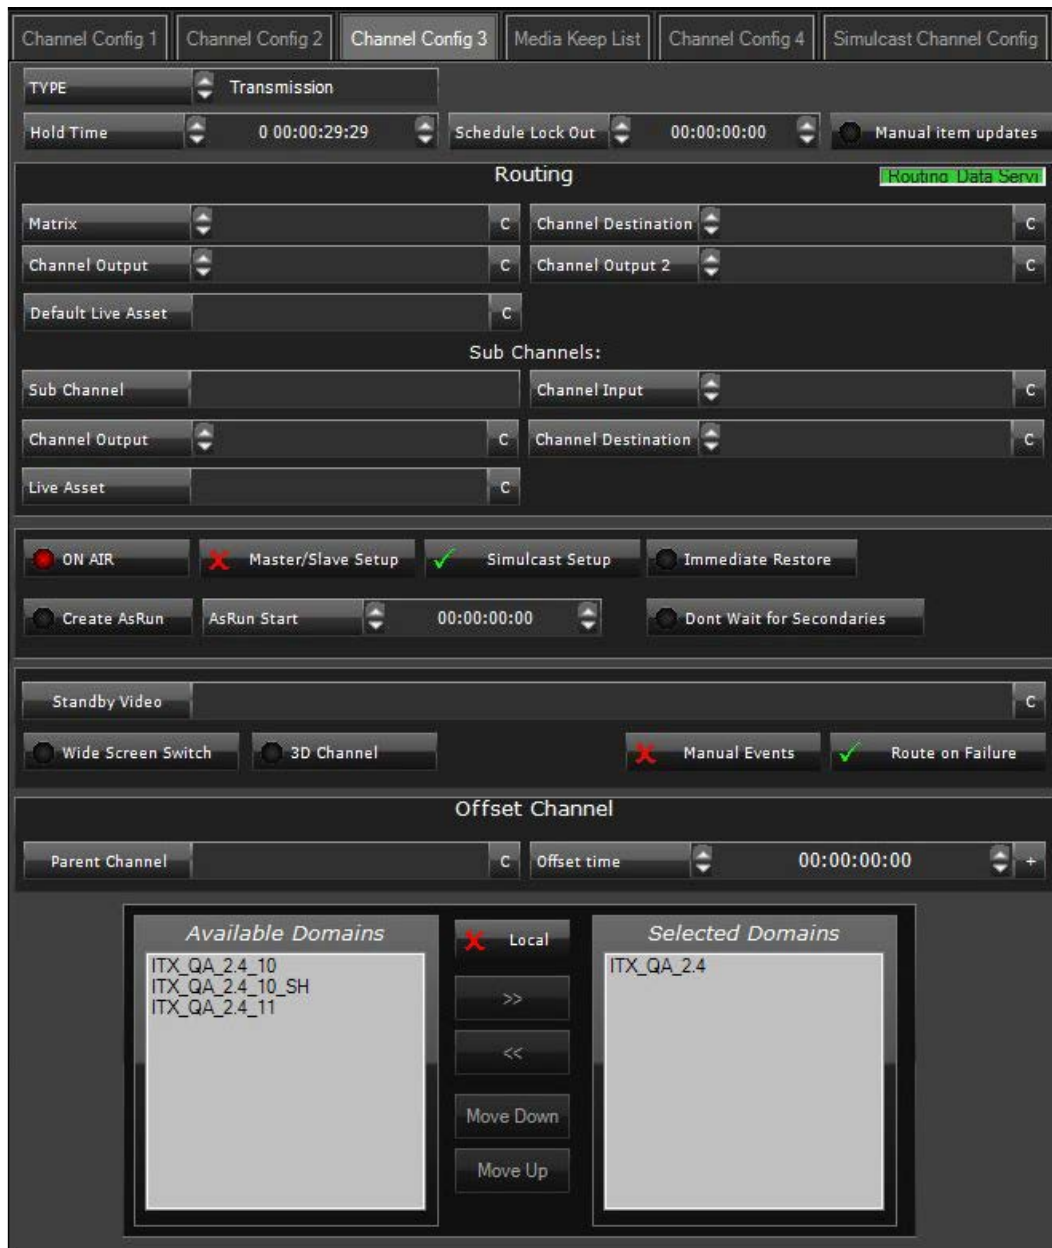 Channel Config 1 Channel Config 2 Channel Config 3 Media Keep List Channel Config 4 Simulcast Channel Config
TYPE Transmission
Hold Time 0 00:00:29:29 Schedule Lock Out 00:00:00:00 Manual item updates
Routing Routing Data Servi
Matrix C Channel Destination C
Channel Output C Channel Output 2 C
Default Live Asset C
Sub Channels:
Sub Channel Channel Input C
Channel Output C Channel Destination C
Live Asset C
ON AIR Master/Slave Setup Simulcast Setup Immediate Restore
Create AsRun AsRun Start 00:00:00:00 Dont Wait for Secondaries
Standby Video C
Wide Screen Switch 3D Channel Manual Events Route on Failure
Offset Channel
Parent Channel C Offset time 00:00:00:00 +
Available Domains Local Selected Domains
ITX_QA_2.4_10 ITX_QA_2.4
ITX_QA_2.4_10_SH
ITX_QA_2.4_11
>>
<<
Move Down
Move Up